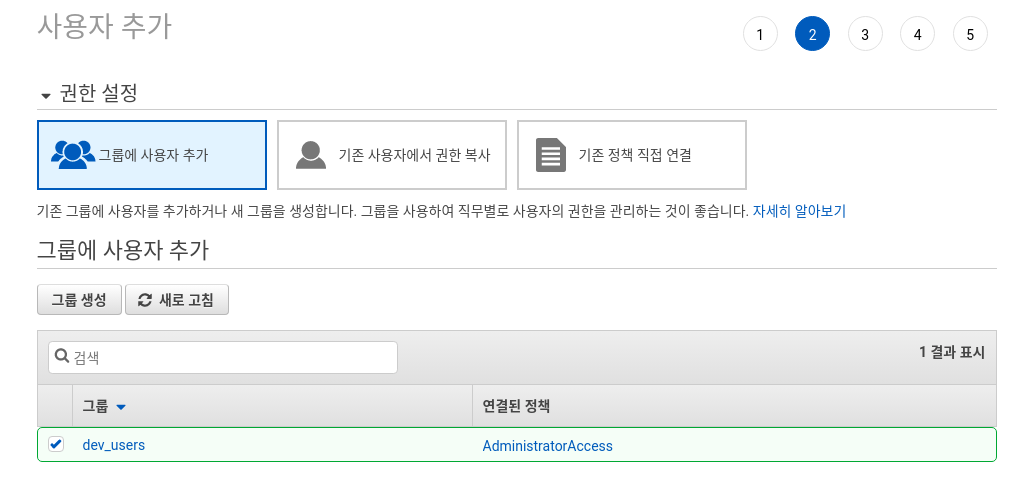 사용자 추가
1 2 3 4 5
권한 설정
그룹에 사용자 추가 기존 사용자에서 권한 복사 기존 정책 직접 연결
기존 그룹에 사용자를 추가하거나 새 그룹을 생성합니다. 그룹을 사용하여 직무별로 사용자의 권한을 관리하는 것이 좋습니다. 자세히 알아보기
그룹에 사용자 추가
그룹 생성 새로 고침
검색 1 결과 표시
그룹 연결된 정책
dev_users AdministratorAccess